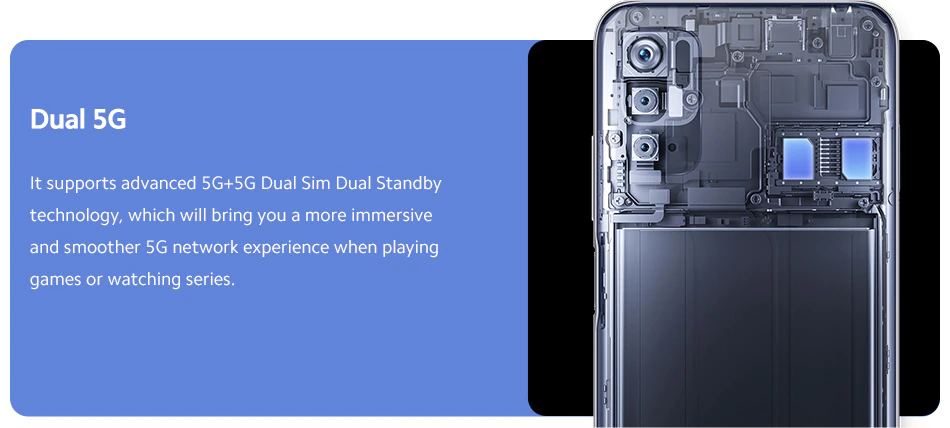 Dual 5G
It supports advanced 5G+5G Dual Sim Dual Standby
technology, which will bring you a more immersive
and smoother 5G network experience when playing
games or watching series.